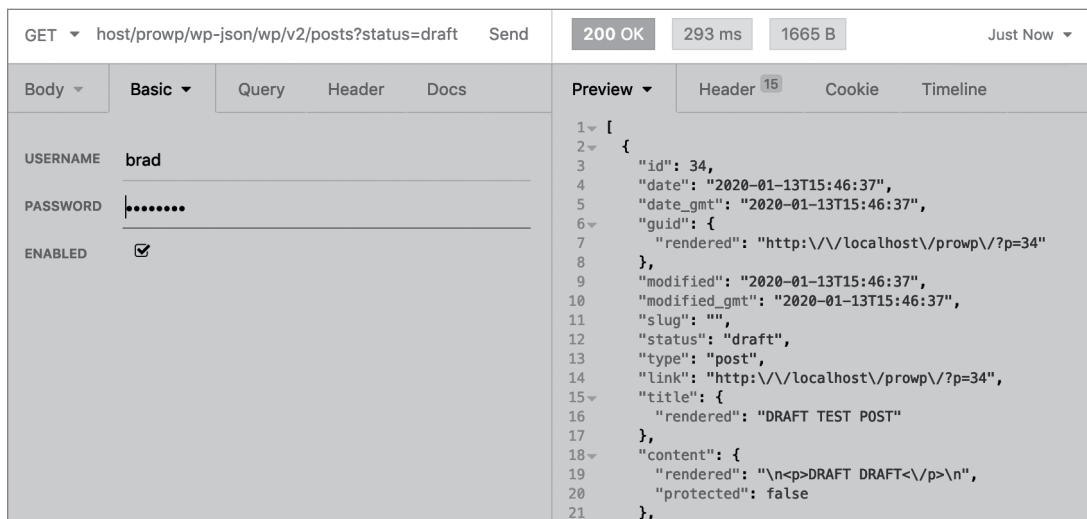 GET host/prowp/wp-json/wp/v2/posts?status=draft Send
200 OK 293 ms 1665 B Just Now
Body Basic Query Header Docs
Preview Header 15 Cookie Timeline
USERNAME brad
PASSWORD ••••••••
ENABLED
1 [
2 {
3 "id": 34,
4 "date": "2020-01-13T15:46:37",
5 "date_gmt": "2020-01-13T15:46:37",
6 "guid": {
7 "rendered": "http:\/\/localhost\/prowp\/?p=34"
8 },
9 "modified": "2020-01-13T15:46:37",
10 "modified_gmt": "2020-01-13T15:46:37",
11 "slug": "",
12 "status": "draft",
13 "type": "post",
14 "link": "http:\/\/localhost\/prowp\/?p=34",
15 "title": {
16 "rendered": "DRAFT TEST POST"
17 },
18 "content": {
19 "rendered": "\n<p>DRAFT DRAFT<\/p>\n",
20 "protected": false
21 },